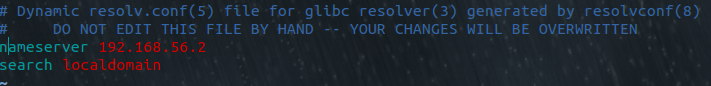 # Dynamic resolv.conf(5) file for glibc resolver(3) generated by resolvconf(8)
#     DO NOT EDIT THIS FILE BY HAND -- YOUR CHANGES WILL BE OVERWRITTEN
nameserver 192.168.56.2
search localdomain
~